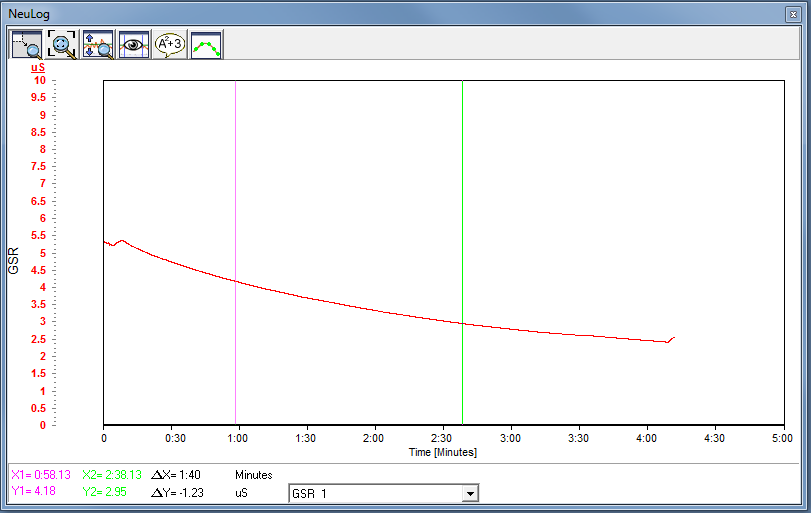 NeuLog
A²+3
uS
10
9.5
9
8.5
8
7.5
7
6.5
6
5.5
5
4.5
4
3.5
3
2.5
2
1.5
1
0.5
0
GSR
0 0:30 1:00 1:30 2:00 2:30 3:00 3:30 4:00 4:30 5:00
Time [Minutes]
X1= 0:58.13 X2= 2:38.13 ΔX= 1:40 Minutes
Y1= 4.18 Y2= 2.95 ΔY= -1.23 uS GSR 1